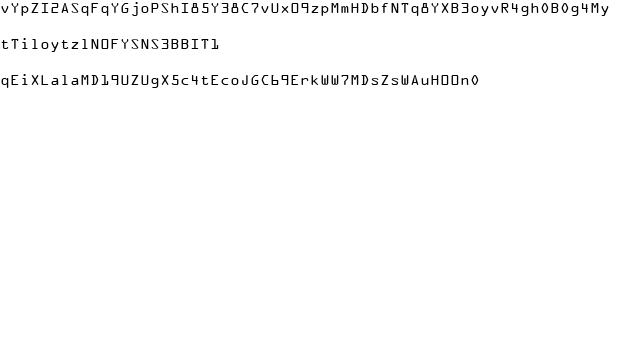 vYpZI2ASqFqYGjoPShI85Y38C7vUxO9zpMmHDbfNTq8YXB3oyvR4gh0B0g4My
tTiloytzlNOFYSNS3BBIT1
qEiXLalaMD19UZUgX5c4tEcoJGC69ErkWW7MDsZsWAuHOOn0